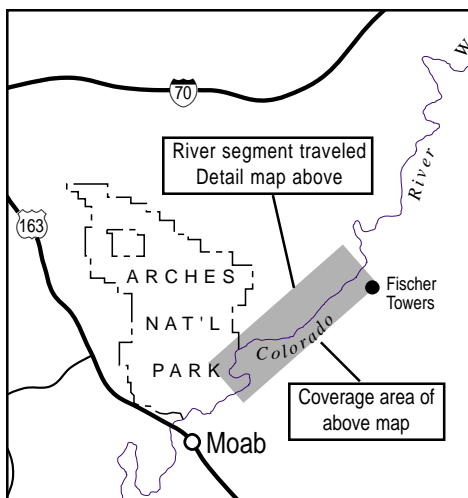 W
70
River segment traveled
Detail map above
River
163
ARCHES
NAT'L
PARK
Fischer
Towers
Colorado
Coverage area of
above map
Moab